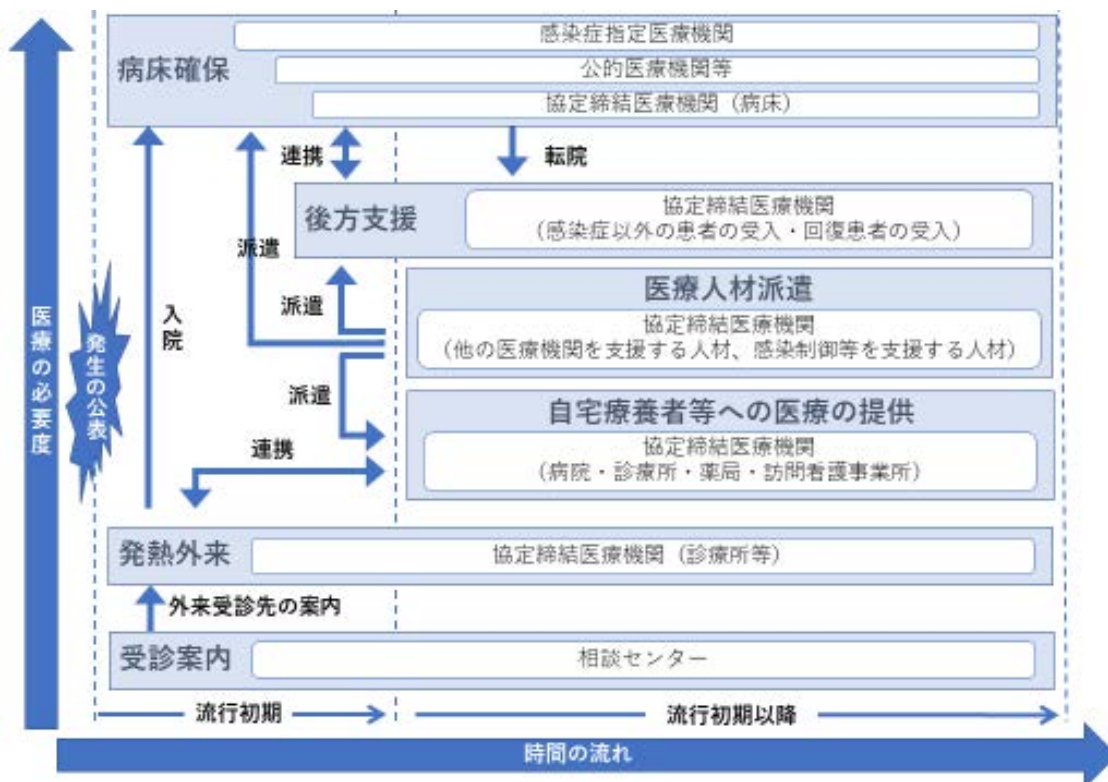 感染症指定医療機関
病床確保
公的医療機関等
協定締結医療機関（病床）
連携
転院
後方支援
協定締結医療機関
（感染症以外の患者の受入・回復患者の受入）
派遣
派遣
医療人材派遣
協定締結医療機関
（他の医療機関を支援する人材、感染制御等を支援する人材）
入院
医療の必要度
発生の公表
派遣
自宅療養者等への医療の提供
協定締結医療機関
（病院・診療所・薬局・訪問看護事業所）
連携
発熱外来
協定締結医療機関（診療所等）
外来受診先の案内
受診案内
相談センター
流行初期
流行初期以降
時間の流れ